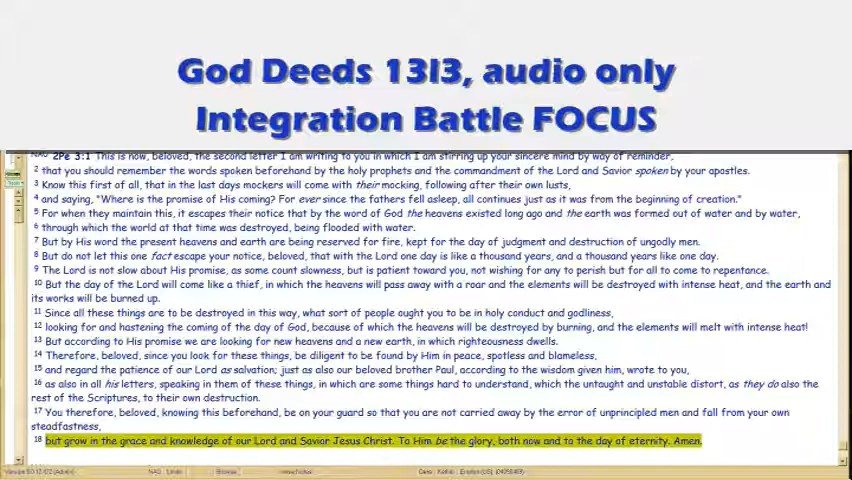 God Deeds 13I3, audio only
Integration Battle FOCUS
NAU 2Pe 3:1 This is now, beloved, the second letter I am writing to you in which I am stirring up your sincere mind by way of reminder,
2 that you should remember the words spoken beforehand by the holy prophets and the commandment of the Lord and Savior spoken by your apostles.
3 Know this first of all, that in the last days mockers will come with their mocking, following after their own lusts,
4 and saying, "Where is the promise of His coming? For ever since the fathers fell asleep, all continues just as it was from the beginning of creation."
5 For when they maintain this, it escapes their notice that by the word of God the heavens existed long ago and the earth was formed out of water and by water,
6 through which the world at that time was destroyed, being flooded with water.
7 But by His word the present heavens and earth are being reserved for fire, kept for the day of judgment and destruction of ungodly men.
8 But do not let this one fact escape your notice, beloved, that with the Lord one day is like a thousand years, and a thousand years like one day.
9 The Lord is not slow about His promise, as some count slowness, but is patient toward you, not wishing for any to perish but for all to come to repentance.
10 But the day of the Lord will come like a thief, in which the heavens will pass away with a roar and the elements will be destroyed with intense heat, and the earth and
its works will be burned up.
11 Since all these things are to be destroyed in this way, what sort of people ought you to be in holy conduct and godliness,
12 looking for and hastening the coming of the day of God, because of which the heavens will be destroyed by burning, and the elements will melt with intense heat!
13 But according to His promise we are looking for new heavens and a new earth, in which righteousness dwells.
14 Therefore, beloved, since you look for these things, be diligent to be found by Him in peace, spotless and blameless,
15 and regard the patience of our Lord as salvation; just as also our beloved brother Paul, according to the wisdom given him, wrote to you,
16 as also in all his letters, speaking in them of these things, in which are some things hard to understand, which the untaught and unstable distort, as they do also the
rest of the Scriptures, to their own destruction.
17 You therefore, beloved, knowing this beforehand, be on your guard so that you are not carried away by the error of unprincipled men and fall from your own
steadfastness,
18 but grow in the grace and knowledge of our Lord and Savior Jesus Christ. To Him be the glory, both now and to the day of eternity. Amen.